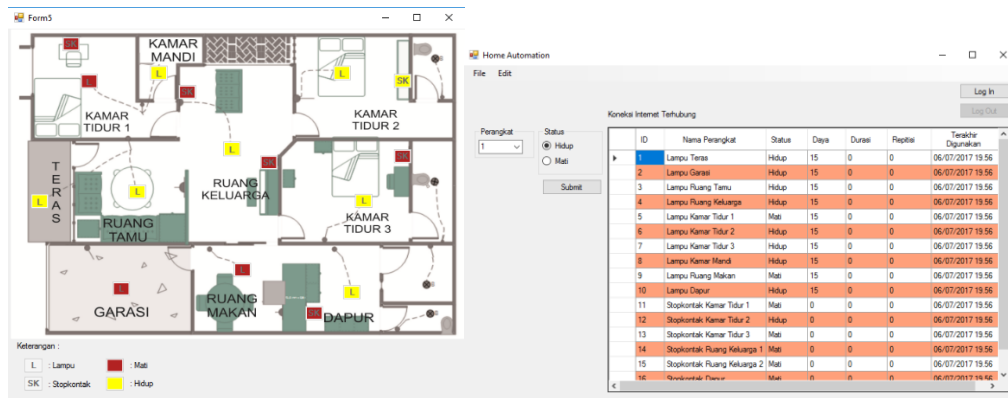 Form5
SK
KAMAR
MANDI
L
L
L
SK
SK
KAMAR
TIDUR 1
KAMAR
TIDUR 2
L
SK
SK
TERAS
L
L
RUANG
KELUARGA
L
RUANG
TAMU
KAMAR
TIDUR 3
L
L
L
RUANG
MAKAN
GARASI
SK
DAPUR
Keterangan :
L : Lampu : Mati
SK : Stopkontak : Hidup
Home Automation
File Edit
Log In
Log Out
Koneksi Internet Terhubung
Perangkat
1
Status
Hidup
Mati
Submit
ID Nama Perangkat Status Daya Durasi Repitisi Terakhir Digunakan
1 Lampu Teras Hidup 15 0 0 06/07/2017 19.56
2 Lampu Garasi Hidup 15 0 0 06/07/2017 19.56
3 Lampu Ruang Tamu Hidup 15 0 0 06/07/2017 19.56
4 Lampu Ruang Keluarga Hidup 15 0 0 06/07/2017 19.56
5 Lampu Kamar Tidur 1 Mati 15 0 0 06/07/2017 19.56
6 Lampu Kamar Tidur 2 Hidup 15 0 0 06/07/2017 19.56
7 Lampu Kamar Tidur 3 Hidup 15 0 0 06/07/2017 19.56
8 Lampu Kamar Mandi Hidup 15 0 0 06/07/2017 19.56
9 Lampu Ruang Makan Mati 15 0 0 06/07/2017 19.56
10 Lampu Dapur Hidup 15 0 0 06/07/2017 19.56
11 Stopkontak Kamar Tidur 1 Mati 0 0 0 06/07/2017 19.56
12 Stopkontak Kamar Tidur 2 Hidup 0 0 0 06/07/2017 19.56
13 Stopkontak Kamar Tidur 3 Mati 0 0 0 06/07/2017 19.56
14 Stopkontak Ruang Keluarga 1 Mati 0 0 0 06/07/2017 19.56
15 Stopkontak Ruang Keluarga 2 Mati 0 0 0 06/07/2017 19.56
16 Stopkontak Dapur Mati 0 0 0 06/07/2017 19.56